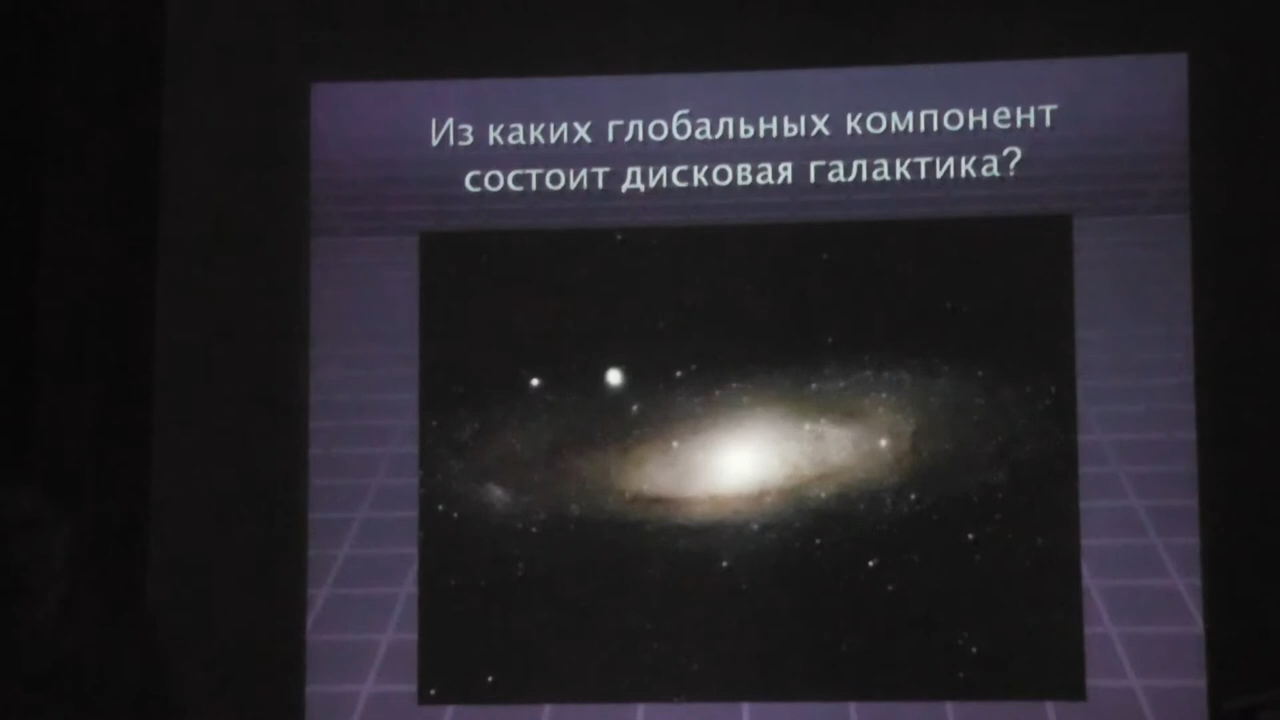 Из каких глобальных компонент
состоит дисковая галактика?